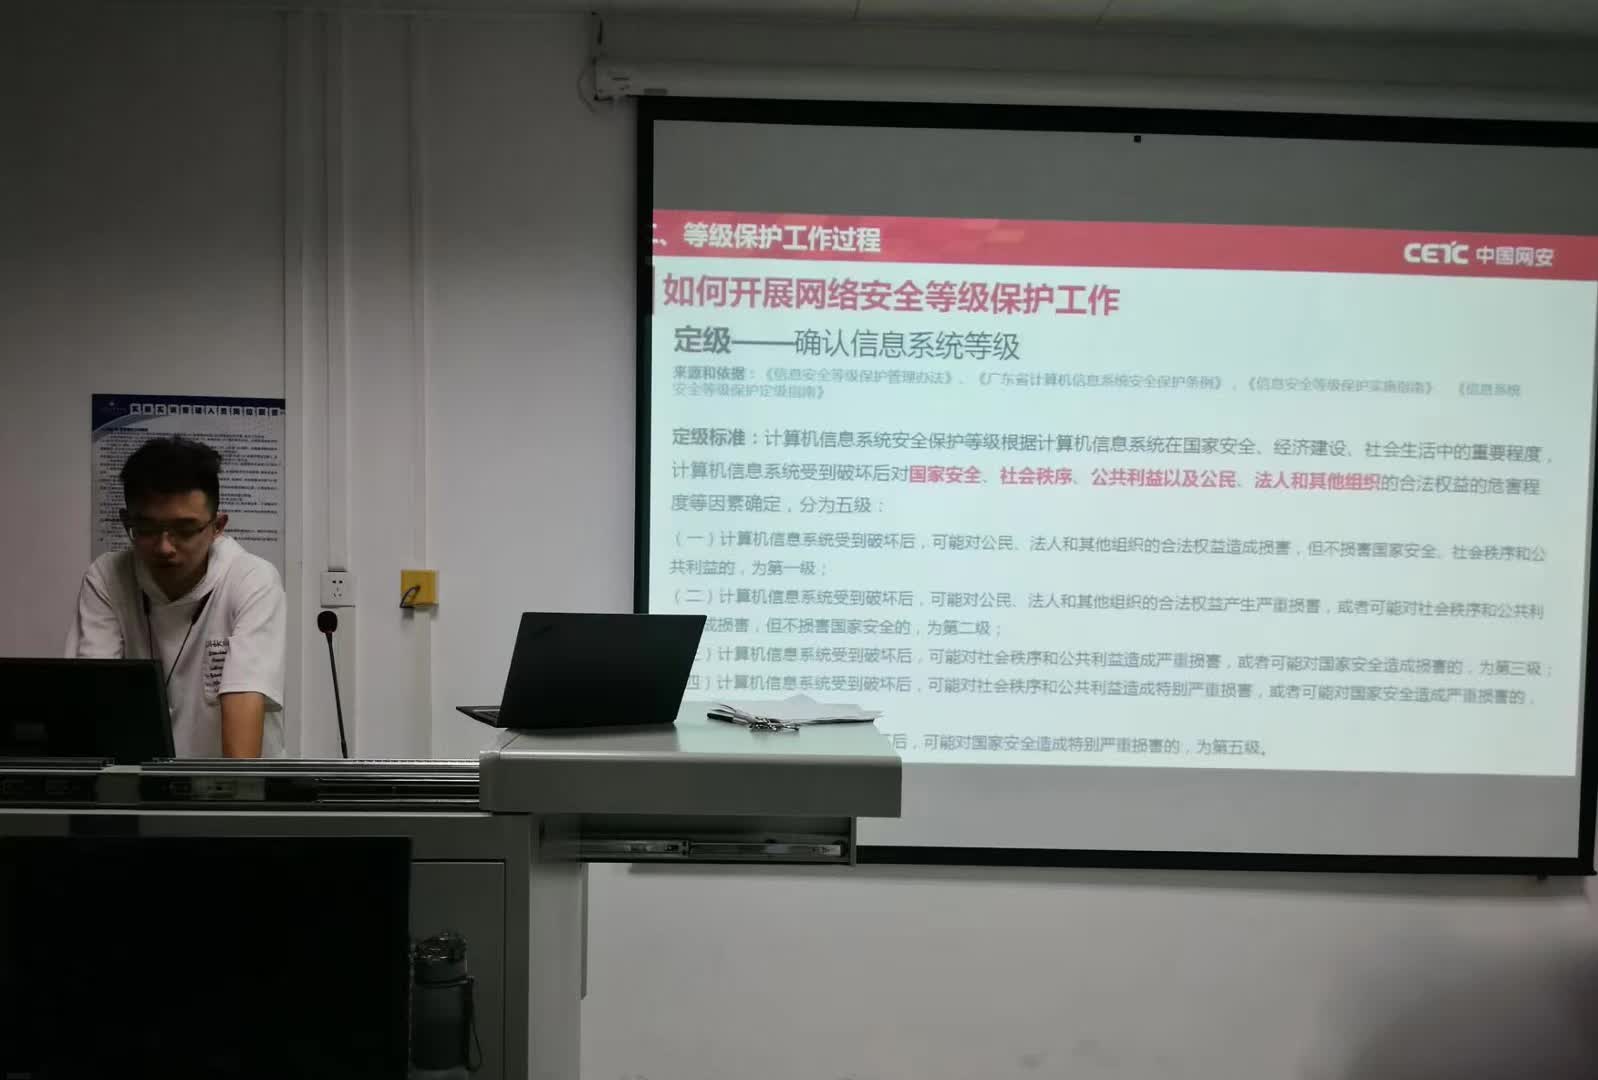 、等级保护工作过程
CETC 中国网安
如何开展网络安全等级保护工作
定级——确认信息系统等级
来源和依据：《信息安全等级保护管理办法》、《广东省计算机信息系统安全保护条例》，《信息安全等级保护实施指南》 《信息系统
安全等级保护定级指南》
定级标准：计算机信息系统安全保护等级根据计算机信息系统在国家安全、经济建设、社会生活中的重要程度，
计算机信息系统受到破坏后对国家安全、社会秩序、公共利益以及公民、法人和其他组织的合法权益的危害程
度等因素确定，分为五级：
（一）计算机信息系统受到破坏后，可能对公民、法人和其他组织的合法权益造成损害，但不损害国家安全、社会秩序和公
共利益的，为第一级；
（二）计算机信息系统受到破坏后，可能对公民、法人和其他组织的合法权益产生严重损害，或者可能对社会秩序和公共利
成损害，但不损害国家安全的，为第二级；
）计算机信息系统受到破坏后，可能对社会秩序和公共利益造成严重损害，或者可能对国家安全造成损害的，为第三级；
四）计算机信息系统受到破坏后，可能对社会秩序和公共利益造成特别严重损害，或者可能对国家安全造成严重损害的，
后，可能对国家安全造成特别严重损害的，为第五级。